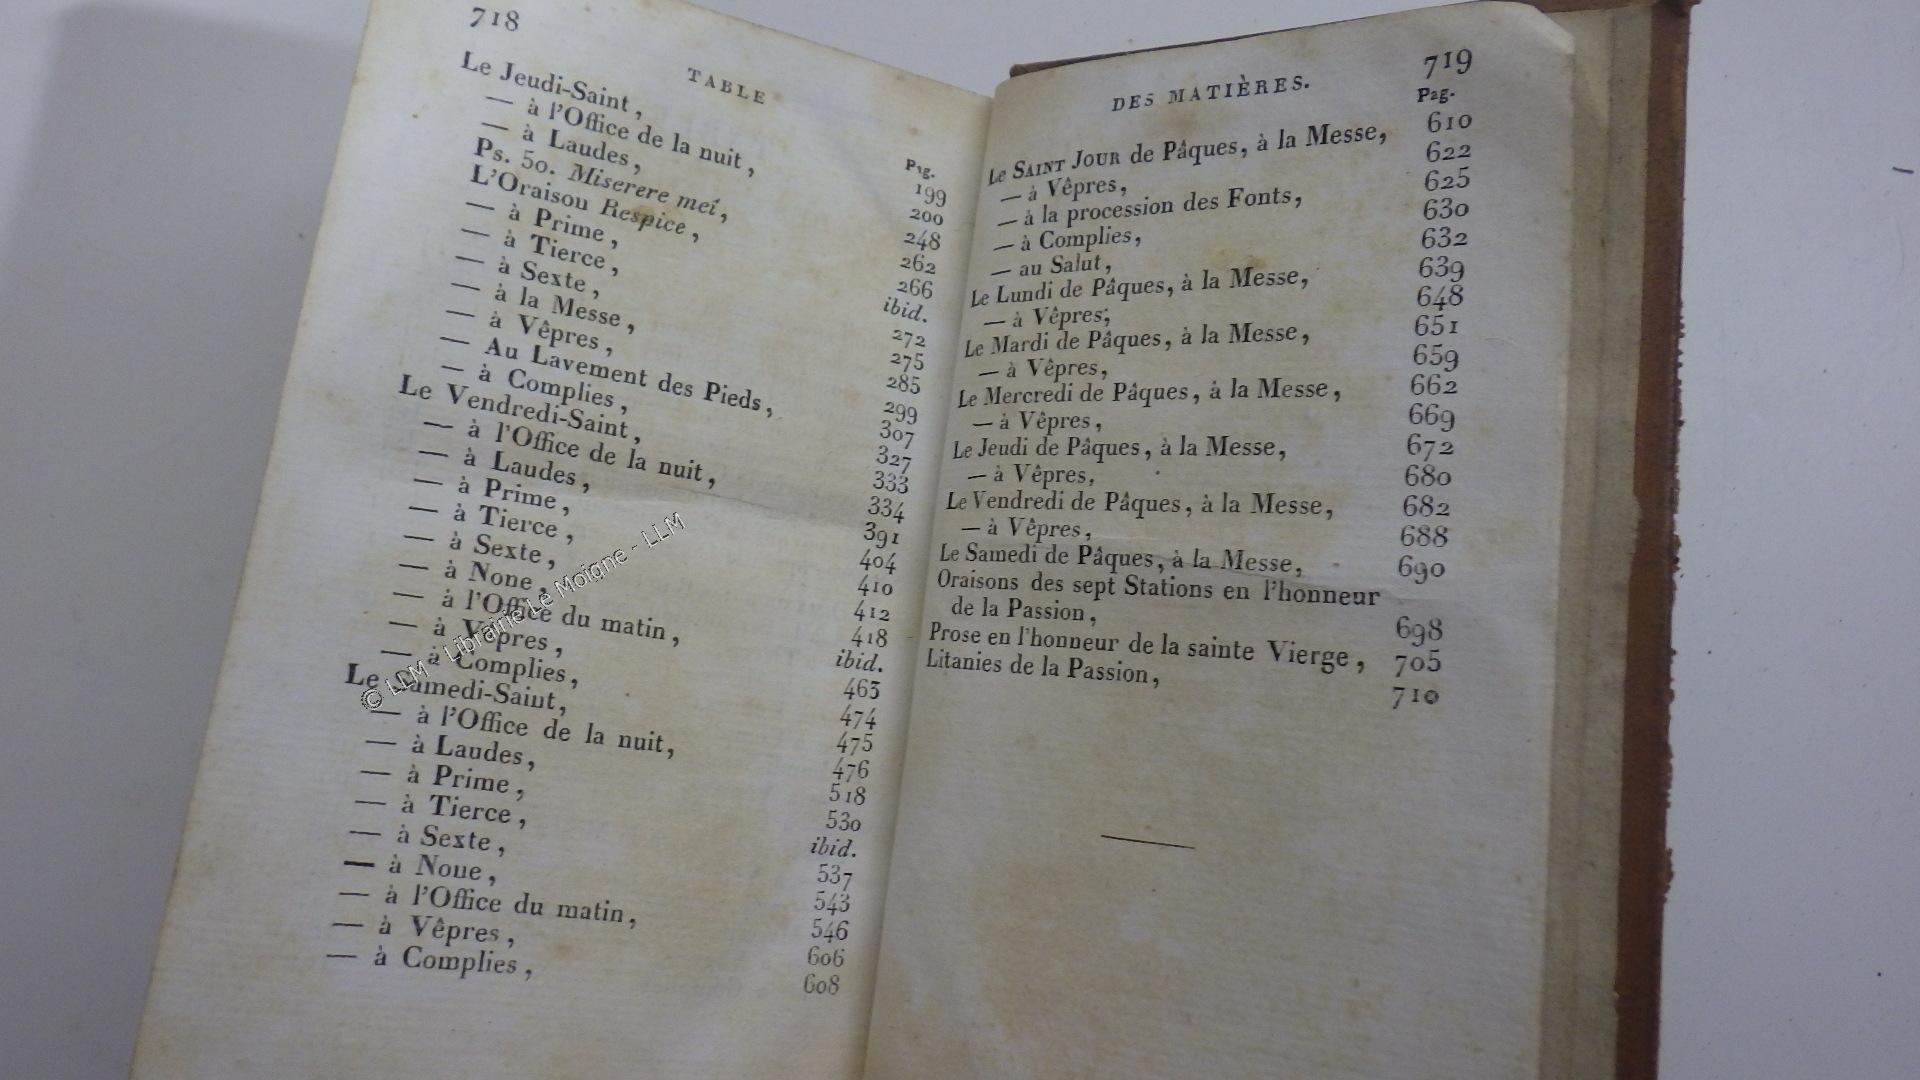 718
TABLE
Pag.
Le Jeudi-Saint, 199
— à l'Office de la nuit, 200
— à Laudes, 248
Ps. 50. Miserere mei, 262
L'Oraisou Respice, 266
— à Prime, ibid.
— à Tierce, 272
— à Sexte, 275
— à la Messe, 285
— à Vêpres, 299
— Au Lavement des Pieds, 307
— à Complies, 327
Le Vendredi-Saint, 333
— à l'Office de la nuit, 334
— à Laudes, 391
— à Prime, 404
— à Tierce, 410
— à Sexte, 412
— à None, 418
— à l'Office du matin, ibid.
— à Vêpres, 463
— à Complies, 474
Le Samedi-Saint, 475
— à l'Office de la nuit, 476
— à Laudes, 518
— à Prime, 530
— à Tierce, ibid.
— à Sexte, 537
— à Noue, 543
— à l'Office du matin, 546
— à Vêpres, 606
— à Complies, 608
© LLM - Librairie Le Moigne - LLM
DES MATIÈRES. 719
Pag.
Le SAINT JOUR de Pâques, à la Messe, 610
— à Vêpres, 622
— à la procession des Fonts, 625
— à Complies, 630
— au Salut, 632
Le Lundi de Pâques, à la Messe, 639
— à Vêpres; 648
Le Mardi de Pâques, à la Messe, 651
— à Vêpres, 659
Le Mercredi de Pâques, à la Messe, 662
— à Vêpres, 669
Le Jeudi de Pâques, à la Messe, 672
— à Vêpres, 680
Le Vendredi de Pâques, à la Messe, 682
— à Vêpres, 688
Le Samedi de Pâques, à la Messe, 690
Oraisons des sept Stations en l'honneur
de la Passion, 698
Prose en l'honneur de la sainte Vierge, 705
Litanies de la Passion, 710